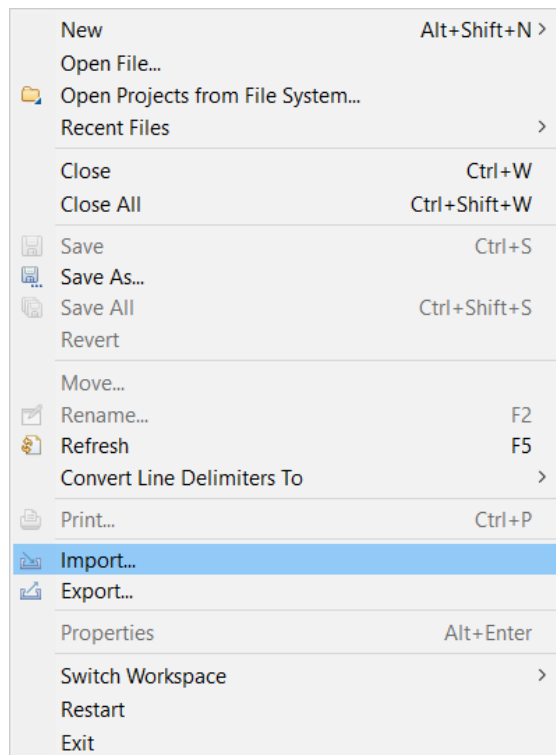 New Alt+Shift+N >
Open File...
Open Projects from File System...
Recent Files >
Close Ctrl+W
Close All Ctrl+Shift+W
Save Ctrl+S
Save As...
Save All Ctrl+Shift+S
Revert
Move...
Rename... F2
Refresh F5
Convert Line Delimiters To >
Print... Ctrl+P
Import...
Export...
Properties Alt+Enter
Switch Workspace >
Restart
Exit